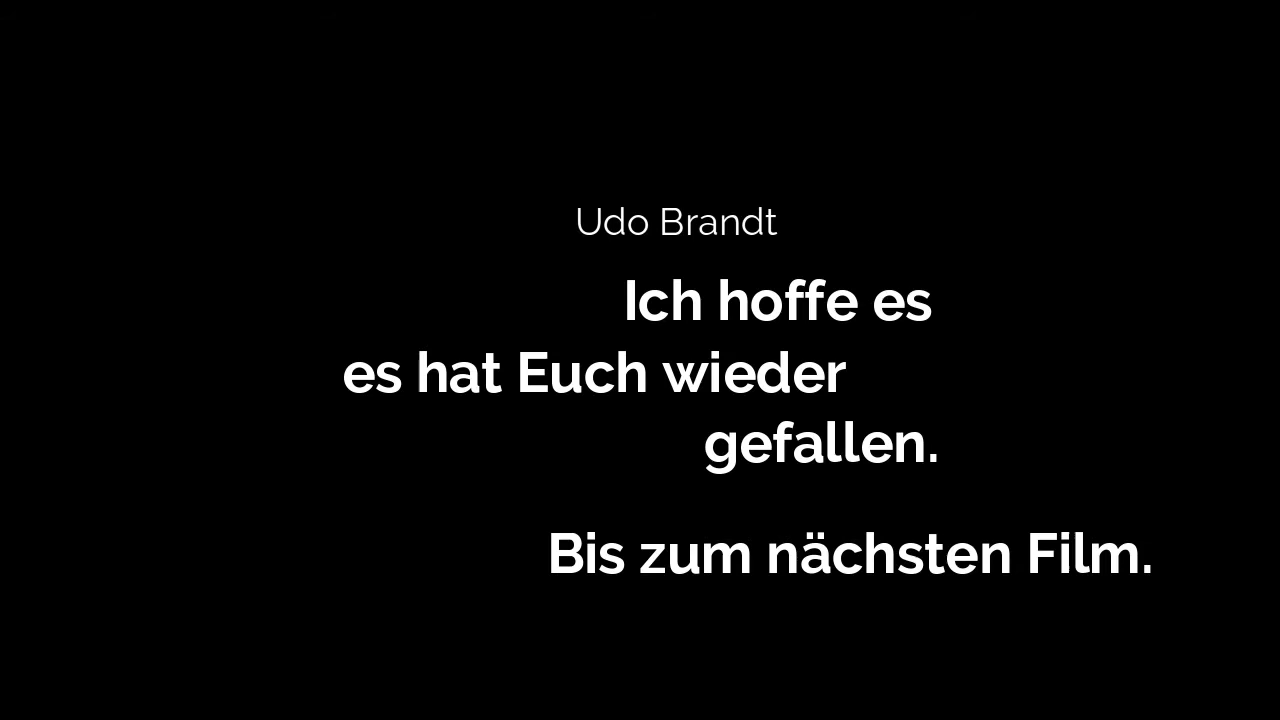 Udo Brandt
Ich hoffe es
es hat Euch wieder
gefallen.
Bis zum nächsten Film.